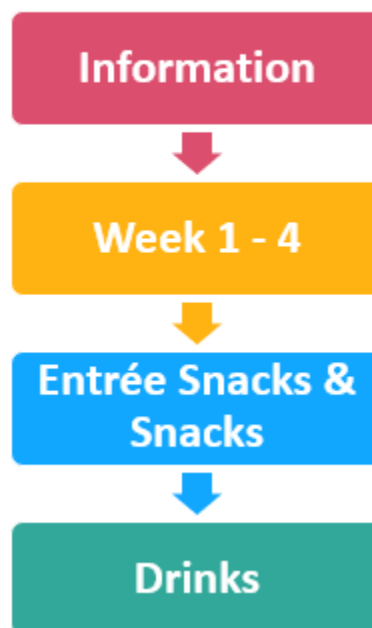 Information
Week 1 - 4
Entrée Snacks &
Snacks
Drinks